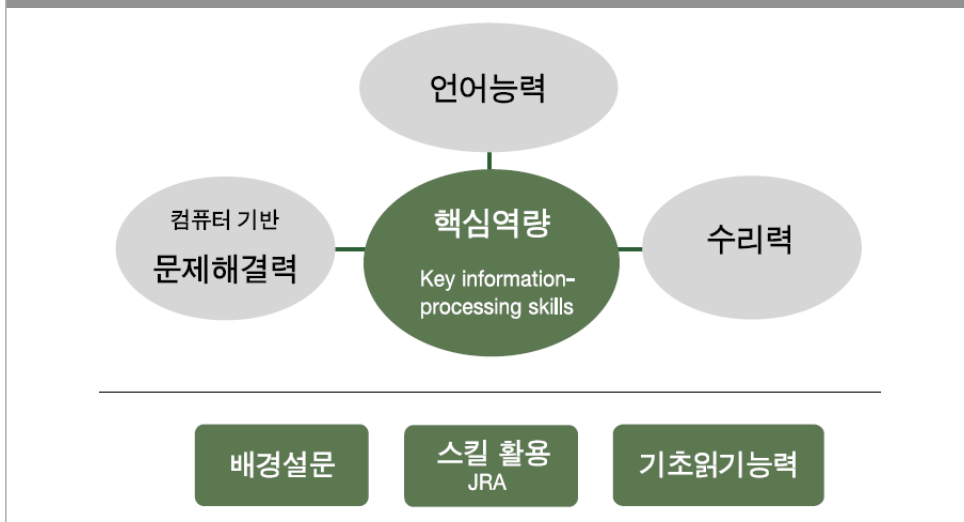 언어능력
컴퓨터 기반
문제해결력
핵심역량
Key information-
processing skills
수리력
배경설문
스킬 활용
JRA
기초읽기능력